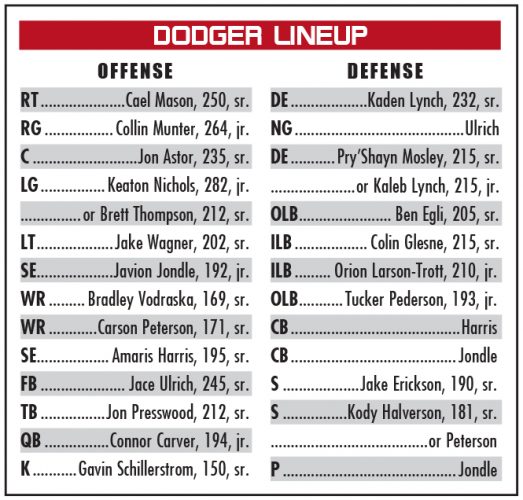 DODGER LINEUP
OFFENSE
RT....................Cael Mason, 250, sr.
RG................Collin Munter, 264, jr.
C.........................Jon Astor, 235, sr.
LG................Keaton Nichols, 282, jr.
...............or Brett Thompson, 212, sr.
LT....................Jake Wagner, 202, sr.
SE...................Javion Jondle, 192, jr.
WR.........Bradley Vodraska, 169, sr.
WR............Carson Peterson, 171, sr.
SE..................Amaris Harris, 195, sr.
FB....................Jace Ulrich, 245, sr.
TB...............Jon Presswood, 212, sr.
QB................Connor Carver, 194, jr.
K...........Gavin Schillerstrom, 150, sr.
DEFENSE
DE...................Kaden Lynch, 232, sr.
NG..........................................Ulrich
DE...........Pry’Shayn Mosley, 215, sr.
.....................or Kaleb Lynch, 215, jr.
OLB.......................Ben Egli, 205, sr.
ILB.................Colin Glesne, 215, sr.
ILB.........Orion Larson-Trott, 210, jr.
OLB..........Tucker Pederson, 193, jr.
CB...........................................Harris
CB..........................................Jondle
S...................Jake Erickson, 190, sr.
S................Kody Halverson, 181, sr.
.......................................or Peterson
P...........................................Jondle